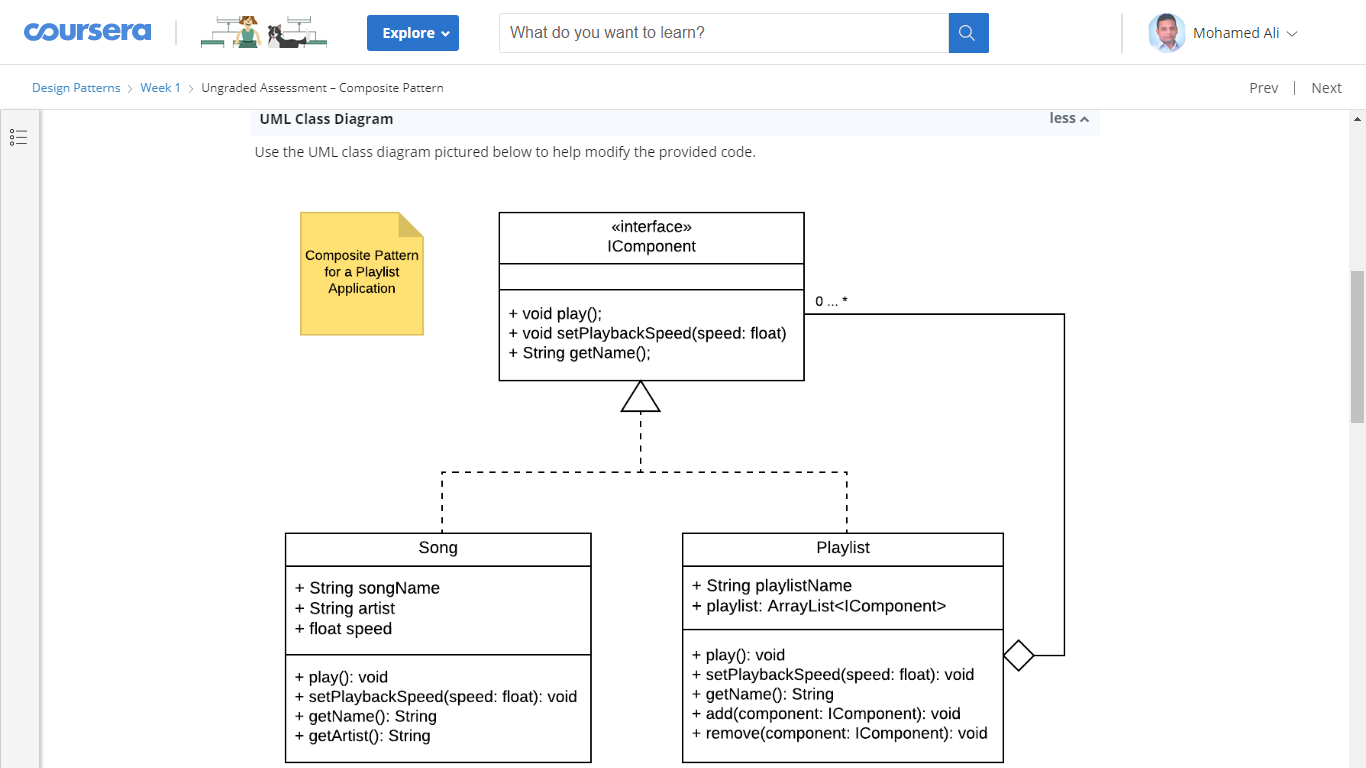 coursera
Explore
What do you want to learn?
Mohamed Ali
Design Patterns > Week 1 > Ungraded Assessment – Composite Pattern
Prev | Next
UML Class Diagram
less
Use the UML class diagram pictured below to help modify the provided code.
Composite Pattern
for a Playlist
Application
«interface»
IComponent
+ void play();
+ void setPlaybackSpeed(speed: float)
+ String getName();
0 ... *
Song
+ String songName
+ String artist
+ float speed
+ play(): void
+ setPlaybackSpeed(speed: float): void
+ getName(): String
+ getArtist(): String
Playlist
+ String playlistName
+ playlist: ArrayList<IComponent>
+ play(): void
+ setPlaybackSpeed(speed: float): void
+ getName(): String
+ add(component: IComponent): void
+ remove(component: IComponent): void